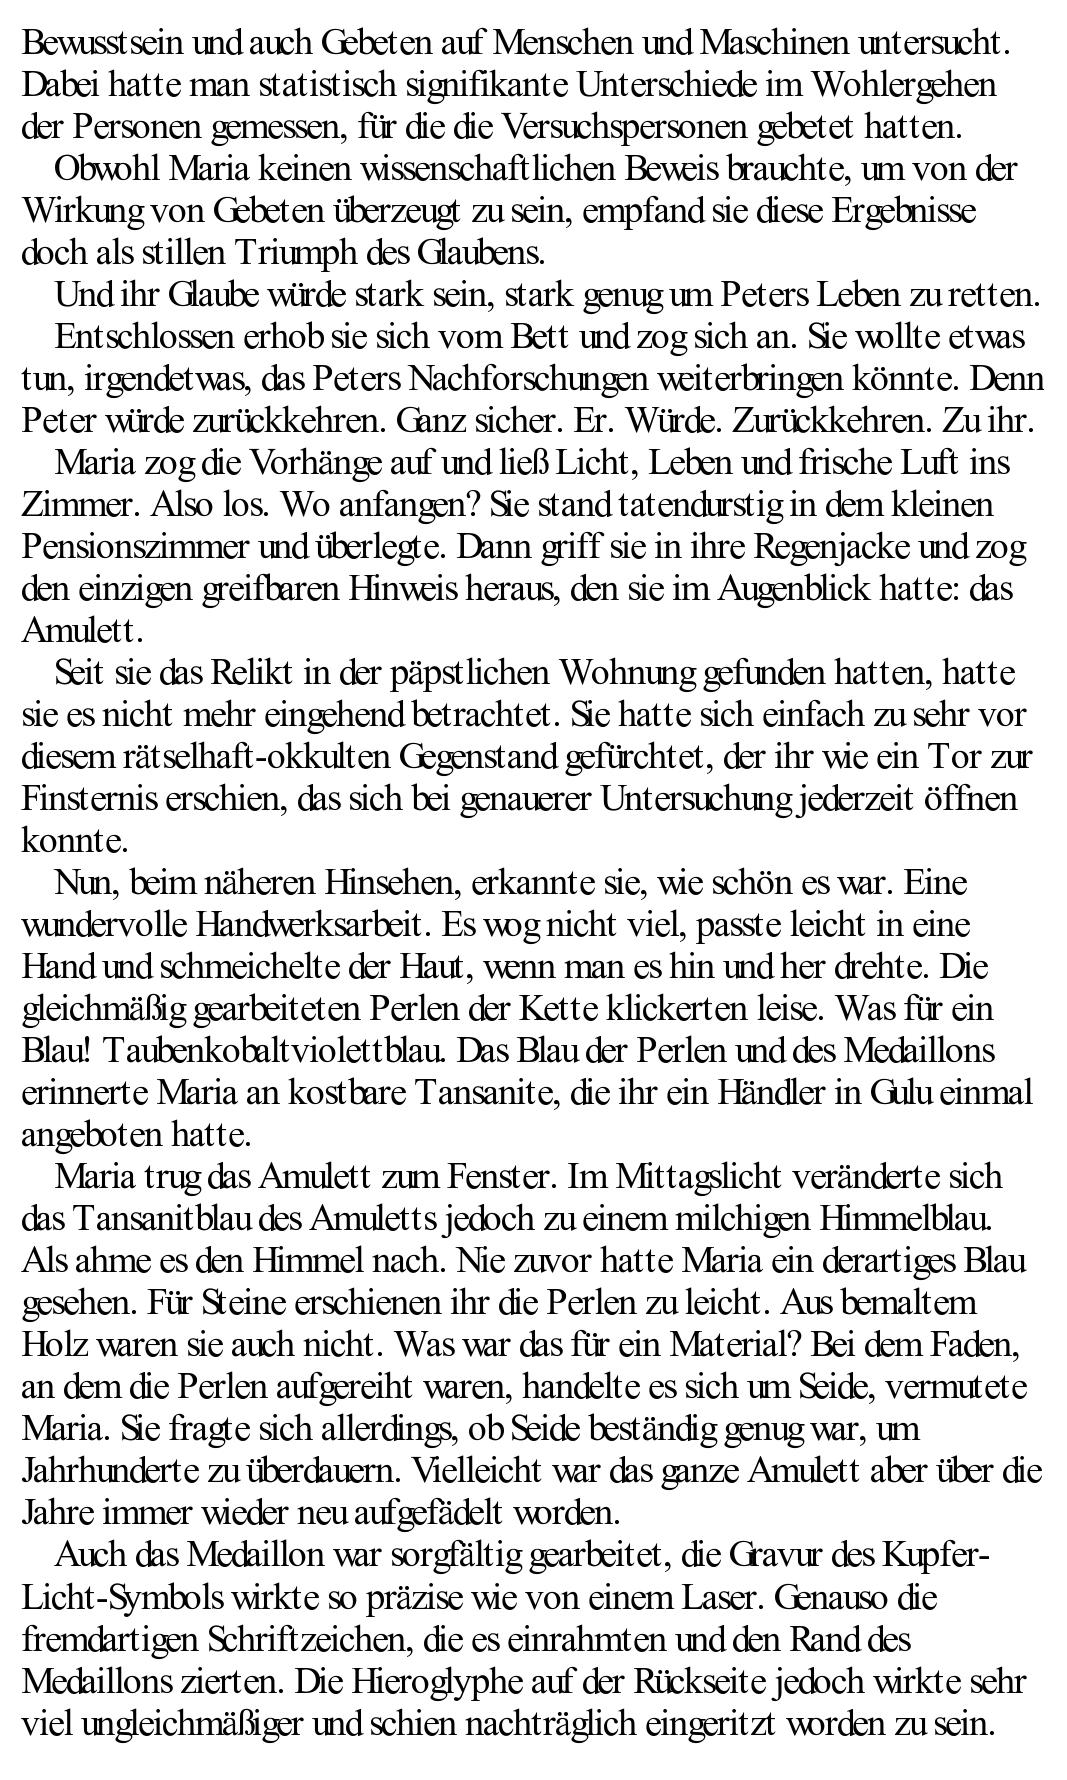 Bewusstsein und auch Gebeten auf Menschen und Maschinen untersucht.
Dabei hatte man statistisch signifikante Unterschiede im Wohlergehen
der Personen gemessen, für die die Versuchspersonen gebetet hatten.
Obwohl Maria keinen wissenschaftlichen Beweis brauchte, um von der
Wirkung von Gebeten überzeugt zu sein, empfand sie diese Ergebnisse
doch als stillen Triumph des Glaubens.
Und ihr Glaube würde stark sein, stark genug um Peters Leben zu retten.
Entschlossen erhob sie sich vom Bett und zog sich an. Sie wollte etwas
tun, irgendetwas, das Peters Nachforschungen weiterbringen könnte. Denn
Peter würde zurückkehren. Ganz sicher. Er. Würde. Zurückkehren. Zu ihr.
Maria zog die Vorhänge auf und ließ Licht, Leben und frische Luft ins
Zimmer. Also los. Wo anfangen? Sie stand tatendurstig in dem kleinen
Pensionszimmer und überlegte. Dann griff sie in ihre Regenjacke und zog
den einzigen greifbaren Hinweis heraus, den sie im Augenblick hatte: das
Amulett.
Seit sie das Relikt in der päpstlichen Wohnung gefunden hatten, hatte
sie es nicht mehr eingehend betrachtet. Sie hatte sich einfach zu sehr vor
diesem rätselhaft-okkulten Gegenstand gefürchtet, der ihr wie ein Tor zur
Finsternis erschien, das sich bei genauerer Untersuchung jederzeit öffnen
konnte.
Nun, beim näheren Hinsehen, erkannte sie, wie schön es war. Eine
wundervolle Handwerksarbeit. Es wog nicht viel, passte leicht in eine
Hand und schmeichelte der Haut, wenn man es hin und her drehte. Die
gleichmäßig gearbeiteten Perlen der Kette klickerten leise. Was für ein
Blau! Taubenkobaltviolettblau. Das Blau der Perlen und des Medaillons
erinnerte Maria an kostbare Tansanite, die ihr ein Händler in Gulu einmal
angeboten hatte.
Maria trug das Amulett zum Fenster. Im Mittagslicht veränderte sich
das Tansanitblau des Amuletts jedoch zu einem milchigen Himmelblau.
Als ahme es den Himmel nach. Nie zuvor hatte Maria ein derartiges Blau
gesehen. Für Steine erschienen ihr die Perlen zu leicht. Aus bemaltem
Holz waren sie auch nicht. Was war das für ein Material? Bei dem Faden,
an dem die Perlen aufgereiht waren, handelte es sich um Seide, vermutete
Maria. Sie fragte sich allerdings, ob Seide beständig genug war, um
Jahrhunderte zu überdauern. Vielleicht war das ganze Amulett aber über die
Jahre immer wieder neu aufgefädelt worden.
Auch das Medaillon war sorgfältig gearbeitet, die Gravur des Kupfer-
Licht-Symbols wirkte so präzise wie von einem Laser. Genauso die
fremdartigen Schriftzeichen, die es einrahmten und den Rand des
Medaillons zierten. Die Hieroglyphe auf der Rückseite jedoch wirkte sehr
viel ungleichmäßiger und schien nachträglich eingeritzt worden zu sein.